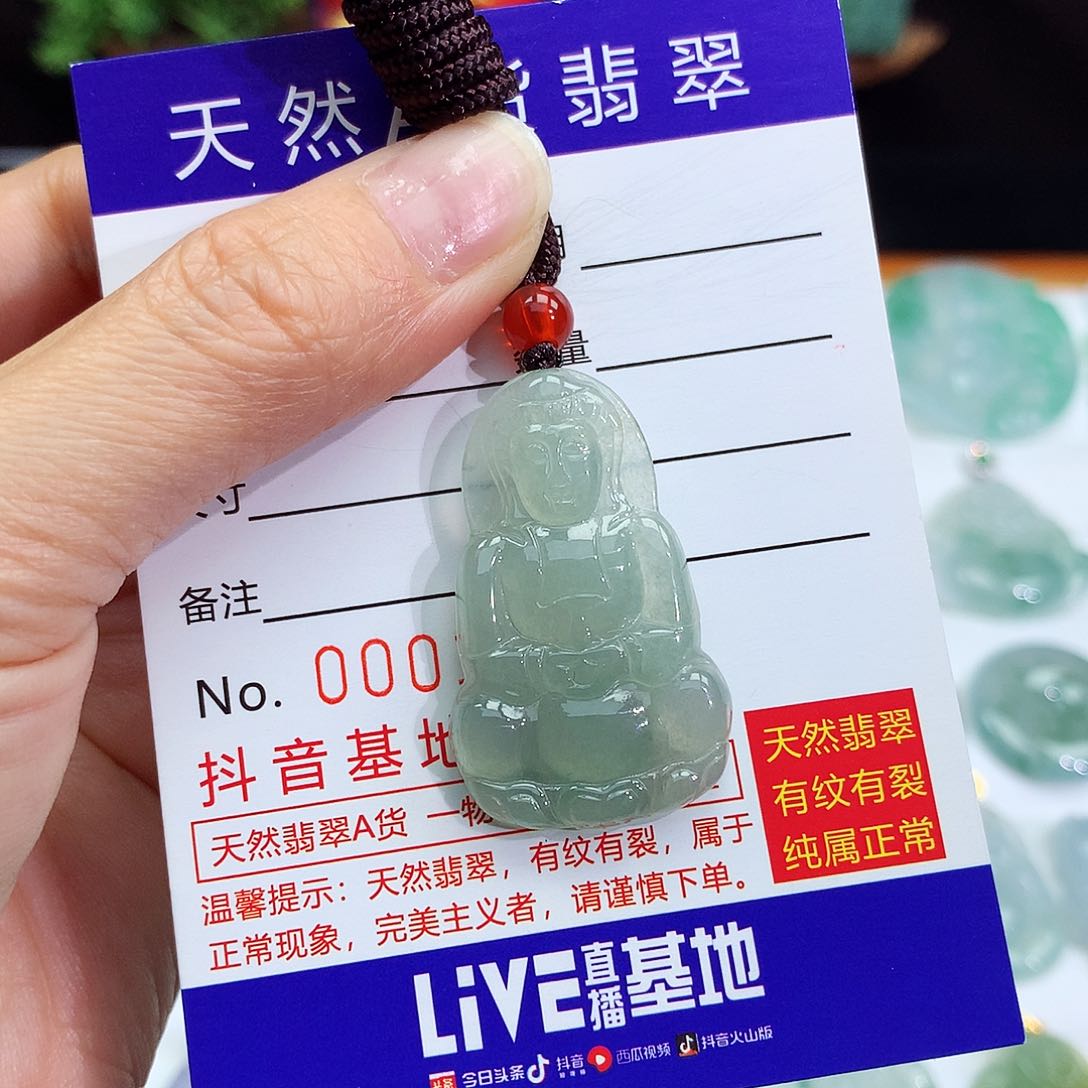 天然 货翡翠
量
寸
备注
No. 000
抖音基地
天然翡翠A货 一物
温馨提示：天然翡翠，有纹有裂，属于
正常现象，完美主义者，请谨慎下单。
天然翡翠
有纹有裂
纯属正常
LiVE直播基地
头条 今日头条 抖音 西瓜视频 抖音火山版